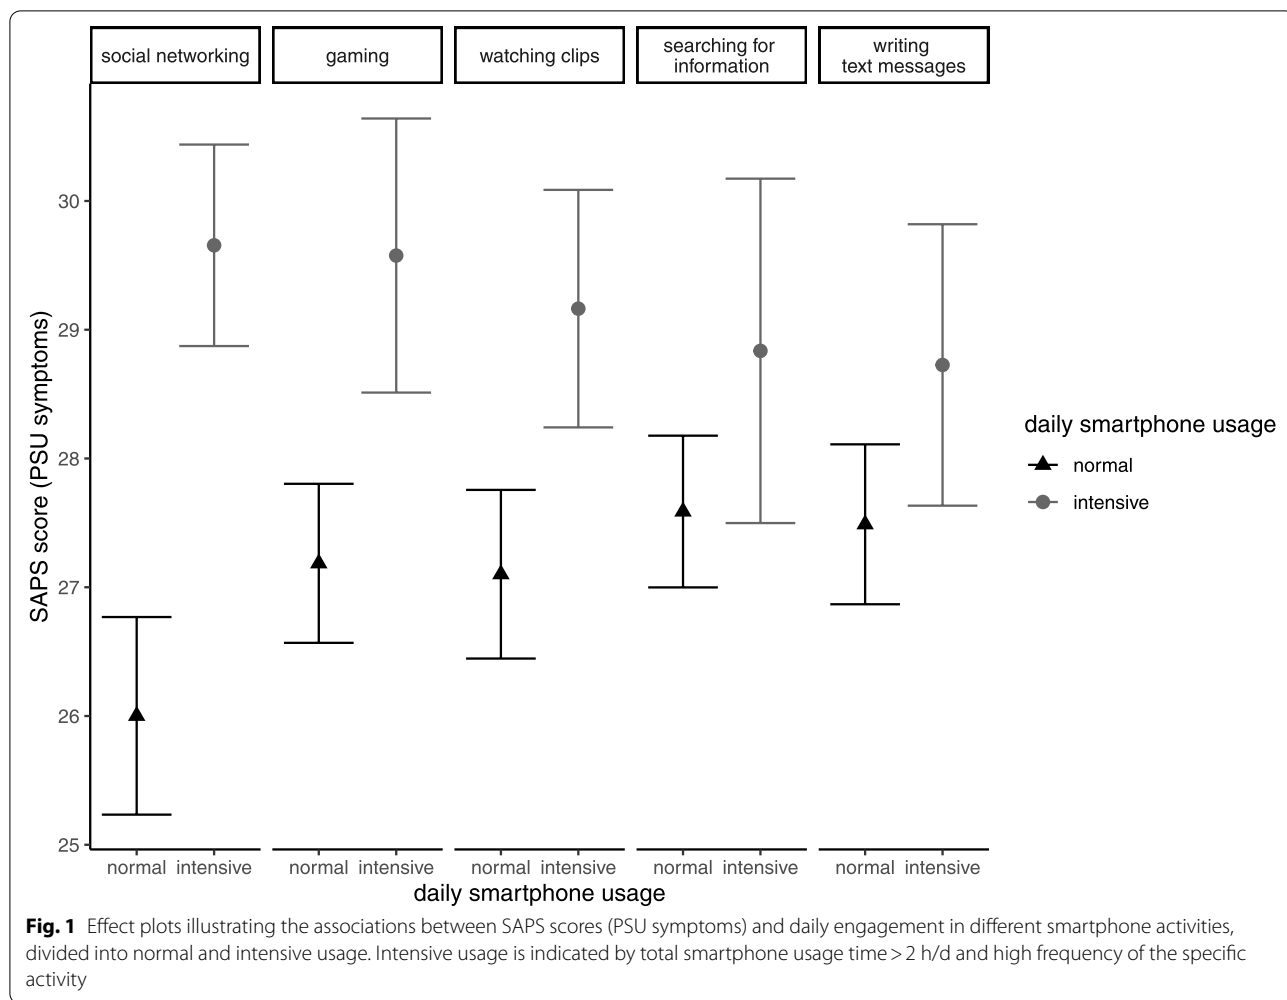 social networking
gaming
watching clips
searching for
information
writing
text messages
SAPS score (PSU symptoms)
30
29
28
27
26
25
daily smartphone usage
normal
intensive
normal intensive normal intensive normal intensive normal intensive normal intensive
daily smartphone usage
Fig. 1 Effect plots illustrating the associations between SAPS scores (PSU symptoms) and daily engagement in different smartphone activities,
divided into normal and intensive usage. Intensive usage is indicated by total smartphone usage time > 2 h/d and high frequency of the specific
activity